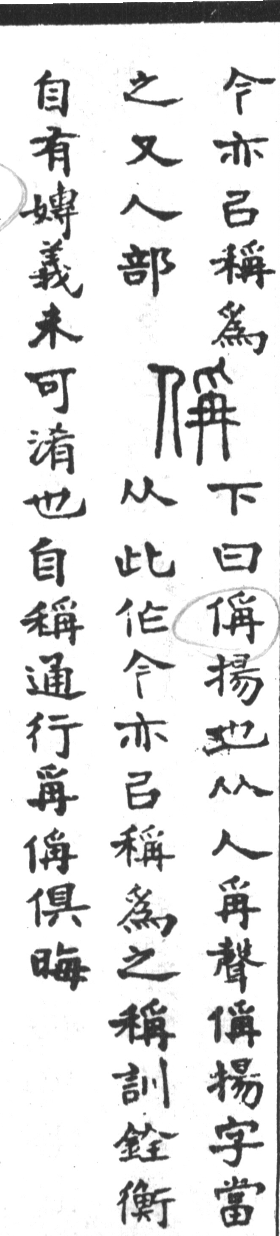 今亦㠯稱爲
之又人部
偁
下曰偁揚也从人爯聲偁揚字當
从此作今亦㠯稱爲之稱訓銓衡
自有嫥義未可淆也自稱通行爯偁俱晦